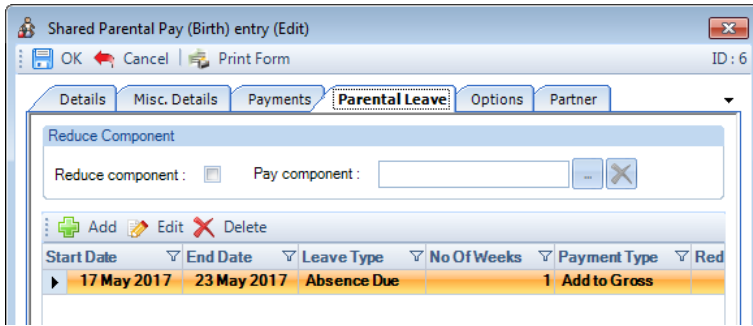 Shared Parental Pay (Birth) entry (Edit)
OK Cancel Print Form ID : 6
Details Misc. Details Payments Parental Leave Options Partner
Reduce Component
Reduce component : Pay component : ...
Add Edit Delete
Start Date End Date Leave Type No Of Weeks Payment Type Red
17 May 2017 23 May 2017 Absence Due 1 Add to Gross